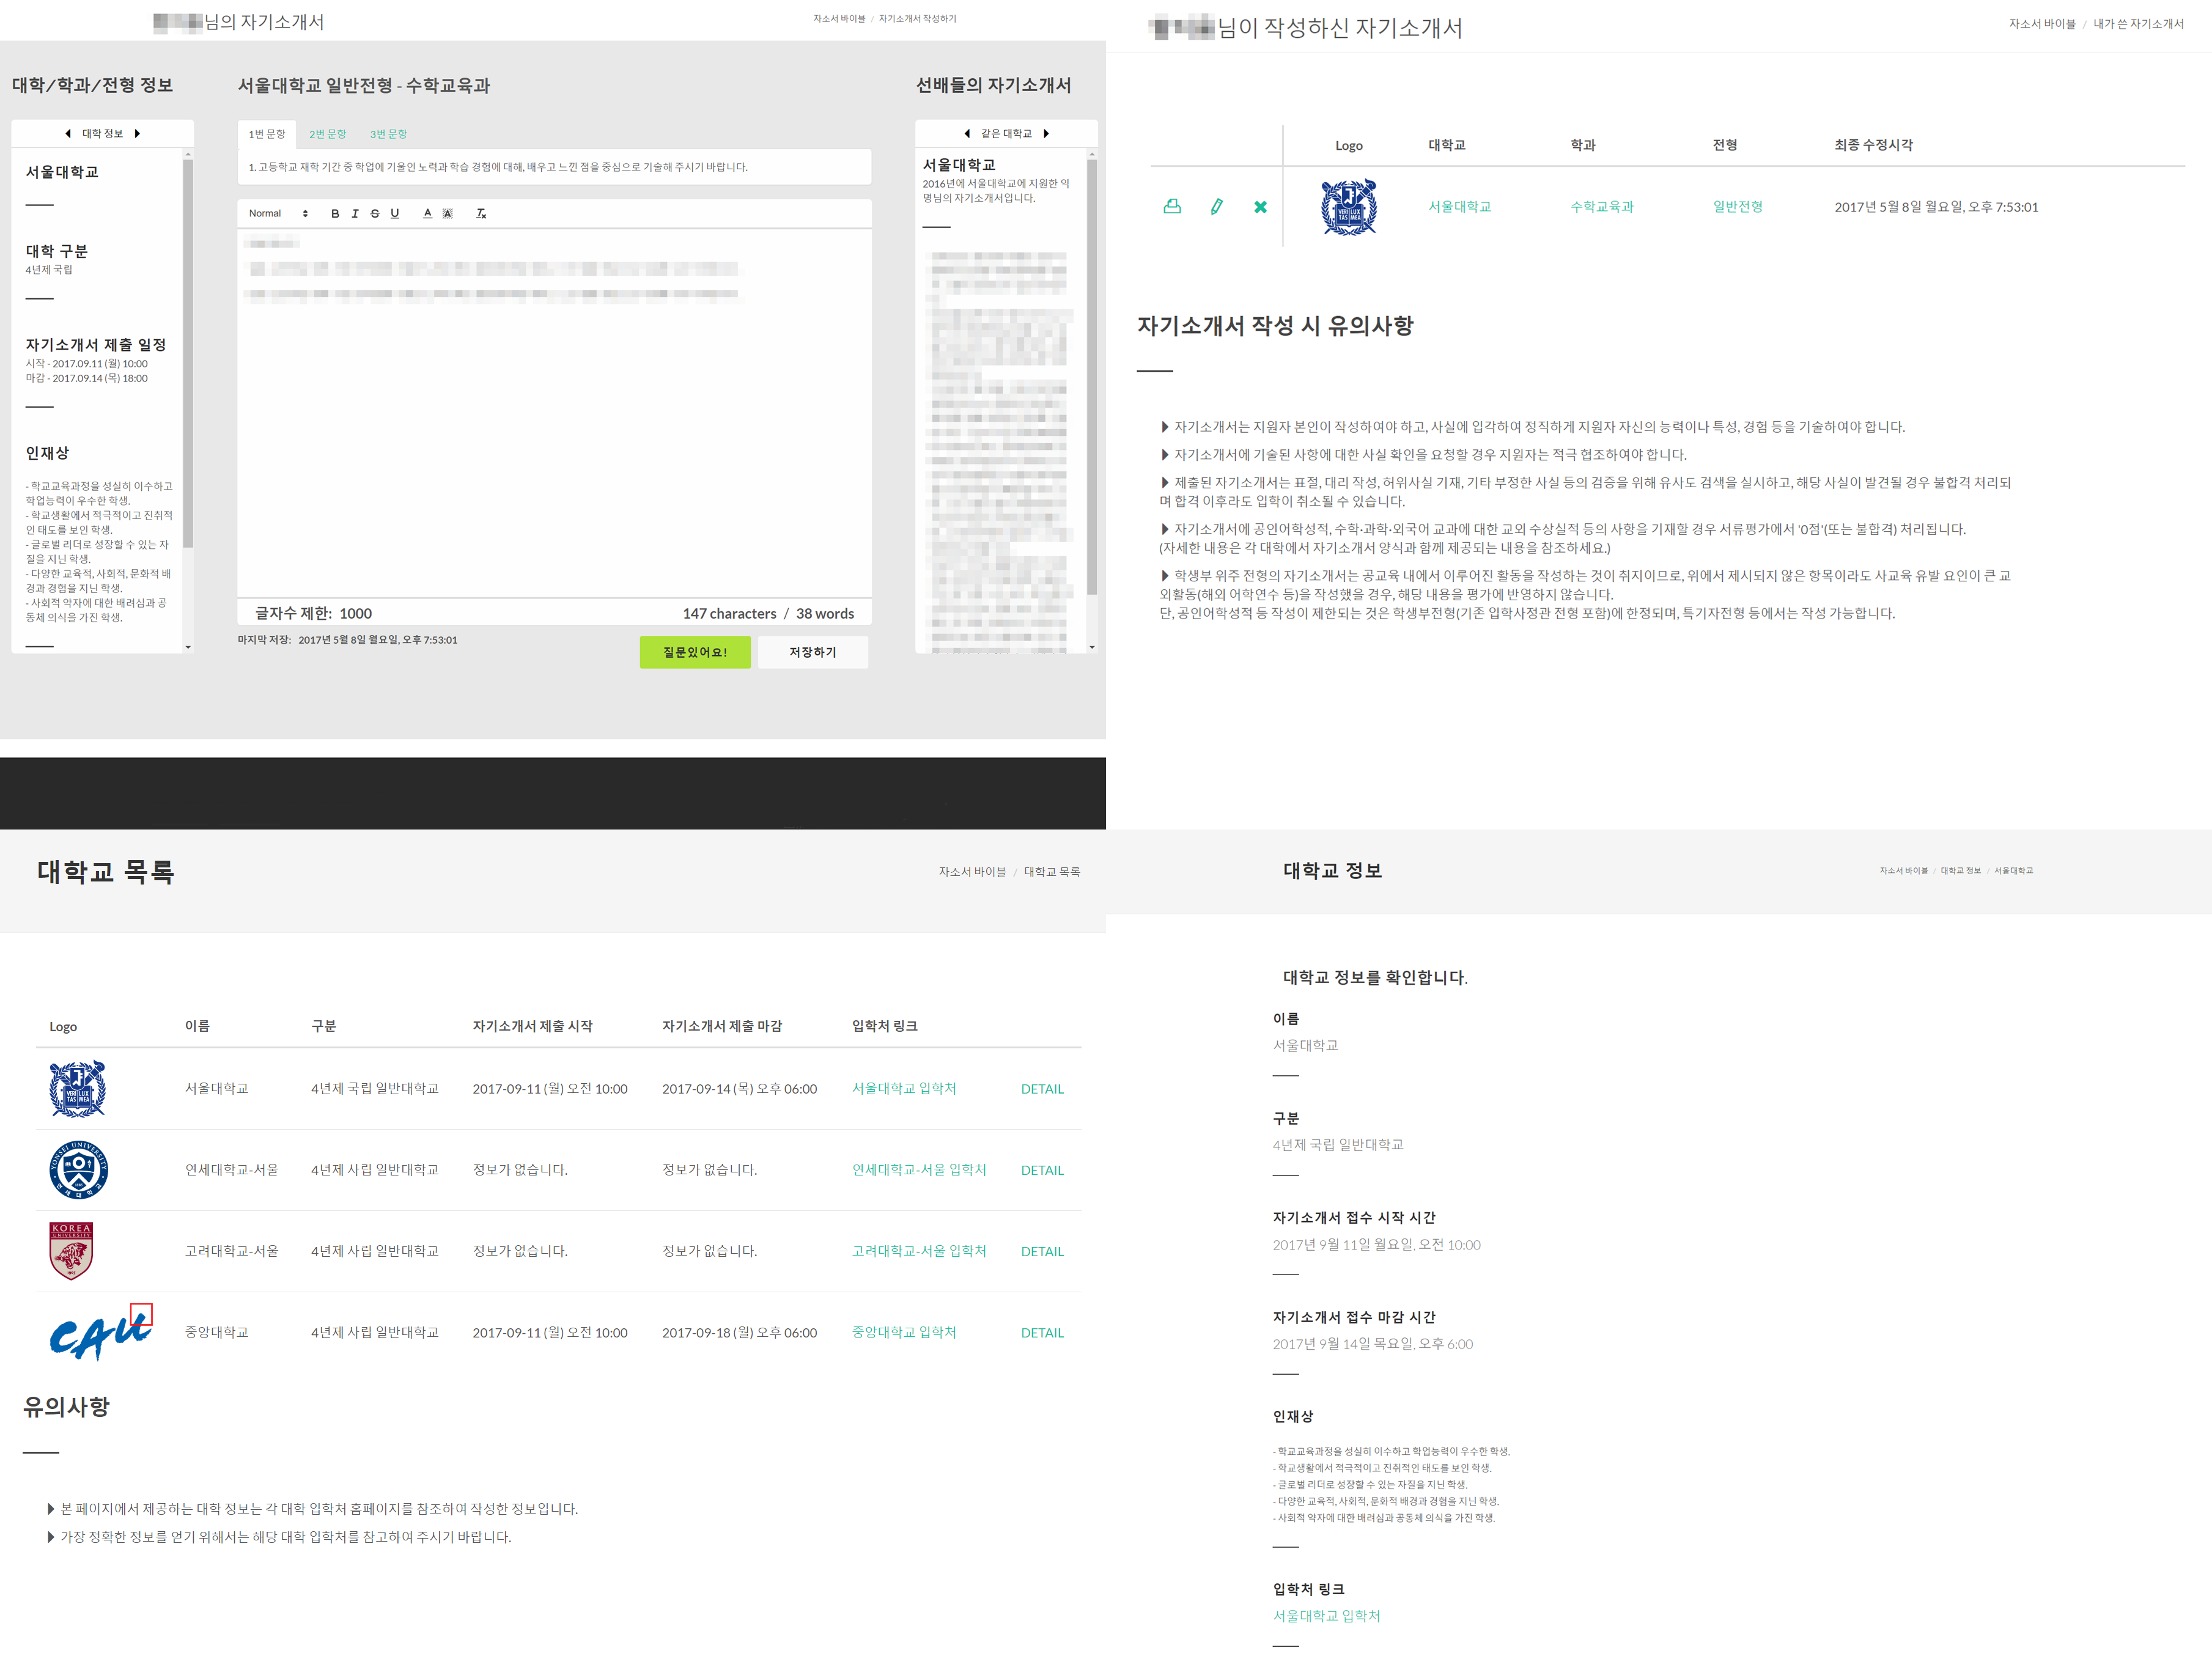 님의 자기소개서
자소서 바이블 / 자기소개서 작성하기
대학/학과/전형 정보
대학 정보
서울대학교
대학 구분
4년제 국립
자기소개서 제출 일정
시작 - 2017.09.11 (월) 10:00
마감 - 2017.09.14 (목) 18:00
인재상
- 학교교육과정을 성실히 이수하고
학업능력이 우수한 학생.
- 학교생활에서 적극적이고 진취적
인 태도를 보인 학생.
- 글로벌 리더로 성장할 수 있는 자
질을 지닌 학생.
- 다양한 교육적, 사회적, 문화적 배
경과 경험을 지닌 학생.
- 사회적 약자에 대한 배려심과 공
동체 의식을 가진 학생.
서울대학교 일반전형 - 수학교육과
1번 문항 2번 문항 3번 문항
1. 고등학교 재학 기간 중 학업에 기울인 노력과 학습 경험에 대해, 배우고 느낀 점을 중심으로 기술해 주시기 바랍니다.
Normal B I S U A A Tx
글자수 제한: 1000 147 characters / 38 words
마지막 저장: 2017년 5월 8일 월요일, 오후 7:53:01
질문있어요! 저장하기
선배들의 자기소개서
같은 대학교
서울대학교
2016년에 서울대학교에 지원한 익
명님의 자기소개서입니다.
님이 작성하신 자기소개서
자소서 바이블 / 내가 쓴 자기소개서
Logo 대학교 학과 전형 최종 수정시각
VERI LUX TAS MEA
서울대학교 수학교육과 일반전형 2017년 5월 8일 월요일, 오후 7:53:01
자기소개서 작성 시 유의사항
자기소개서는 지원자 본인이 작성하여야 하고, 사실에 입각하여 정직하게 지원자 자신의 능력이나 특성, 경험 등을 기술하여야 합니다.
자기소개서에 기술된 사항에 대한 사실 확인을 요청할 경우 지원자는 적극 협조하여야 합니다.
제출된 자기소개서는 표절, 대리 작성, 허위사실 기재, 기타 부정한 사실 등의 검증을 위해 유사도 검색을 실시하고, 해당 사실이 발견될 경우 불합격 처리되
며 합격 이후라도 입학이 취소될 수 있습니다.
자기소개서에 공인어학성적, 수학·과학·외국어 교과에 대한 교외 수상실적 등의 사항을 기재할 경우 서류평가에서 '0점'(또는 불합격) 처리됩니다.
(자세한 내용은 각 대학에서 자기소개서 양식과 함께 제공되는 내용을 참조하세요.)
학생부 위주 전형의 자기소개서는 공교육 내에서 이루어진 활동을 작성하는 것이 취지이므로, 위에서 제시되지 않은 항목이라도 사교육 유발 요인이 큰 교
외활동(해외 어학연수 등)을 작성했을 경우, 해당 내용을 평가에 반영하지 않습니다.
단, 공인어학성적 등 작성이 제한되는 것은 학생부전형(기존 입학사정관 전형 포함)에 한정되며, 특기자전형 등에서는 작성 가능합니다.
대학교 목록
자소서 바이블 / 대학교 목록
Logo 이름 구분 자기소개서 제출 시작 자기소개서 제출 마감 입학처 링크
VERI LUX TAS MEA
서울대학교 4년제 국립 일반대학교 2017-09-11 (월) 오전 10:00 2017-09-14 (목) 오후 06:00 서울대학교 입학처 DETAIL
YONSEI UNIVERSITY 연세대학교
연세대학교-서울 4년제 사립 일반대학교 정보가 없습니다. 정보가 없습니다. 연세대학교-서울 입학처 DETAIL
KOREA UNIVERSITY
고려대학교-서울 4년제 사립 일반대학교 정보가 없습니다. 정보가 없습니다. 고려대학교-서울 입학처 DETAIL
CAU
중앙대학교 4년제 사립 일반대학교 2017-09-11 (월) 오전 10:00 2017-09-18 (월) 오후 06:00 중앙대학교 입학처 DETAIL
유의사항
본 페이지에서 제공하는 대학 정보는 각 대학 입학처 홈페이지를 참조하여 작성한 정보입니다.
가장 정확한 정보를 얻기 위해서는 해당 대학 입학처를 참고하여 주시기 바랍니다.
대학교 정보
자소서 바이블 / 대학교 정보 / 서울대학교
대학교 정보를 확인합니다.
이름
서울대학교
구분
4년제 국립 일반대학교
자기소개서 접수 시작 시간
2017년 9월 11일 월요일, 오전 10:00
자기소개서 접수 마감 시간
2017년 9월 14일 목요일, 오후 6:00
인재상
- 학교교육과정을 성실히 이수하고 학업능력이 우수한 학생.
- 학교생활에서 적극적이고 진취적인 태도를 보인 학생.
- 글로벌 리더로 성장할 수 있는 자질을 지닌 학생.
- 다양한 교육적, 사회적, 문화적 배경과 경험을 지닌 학생.
- 사회적 약자에 대한 배려심과 공동체 의식을 가진 학생.
입학처 링크
서울대학교 입학처